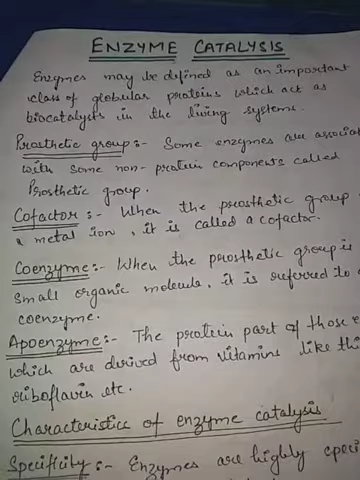 ENZYME CATALYSIS
Enzymes may be defined as an important
class of globular proteins which act as
biocatalysts in the living systems.
Prosthetic group:- Some enzymes are associa
with some non-protein components called
Prosthetic group.
Cofactor:- When the prosthetic group
a metal ion, it is called a cofactor.
Coenzyme:- When the prosthetic group is
small organic molecule, it is referred to
coenzyme.
Apoenzyme:- The protein part of those e
which are derived from vitamins like thi
riboflavin etc.
Characteristics of enzyme catalysis
Specificity:- Enzymes are highly speci